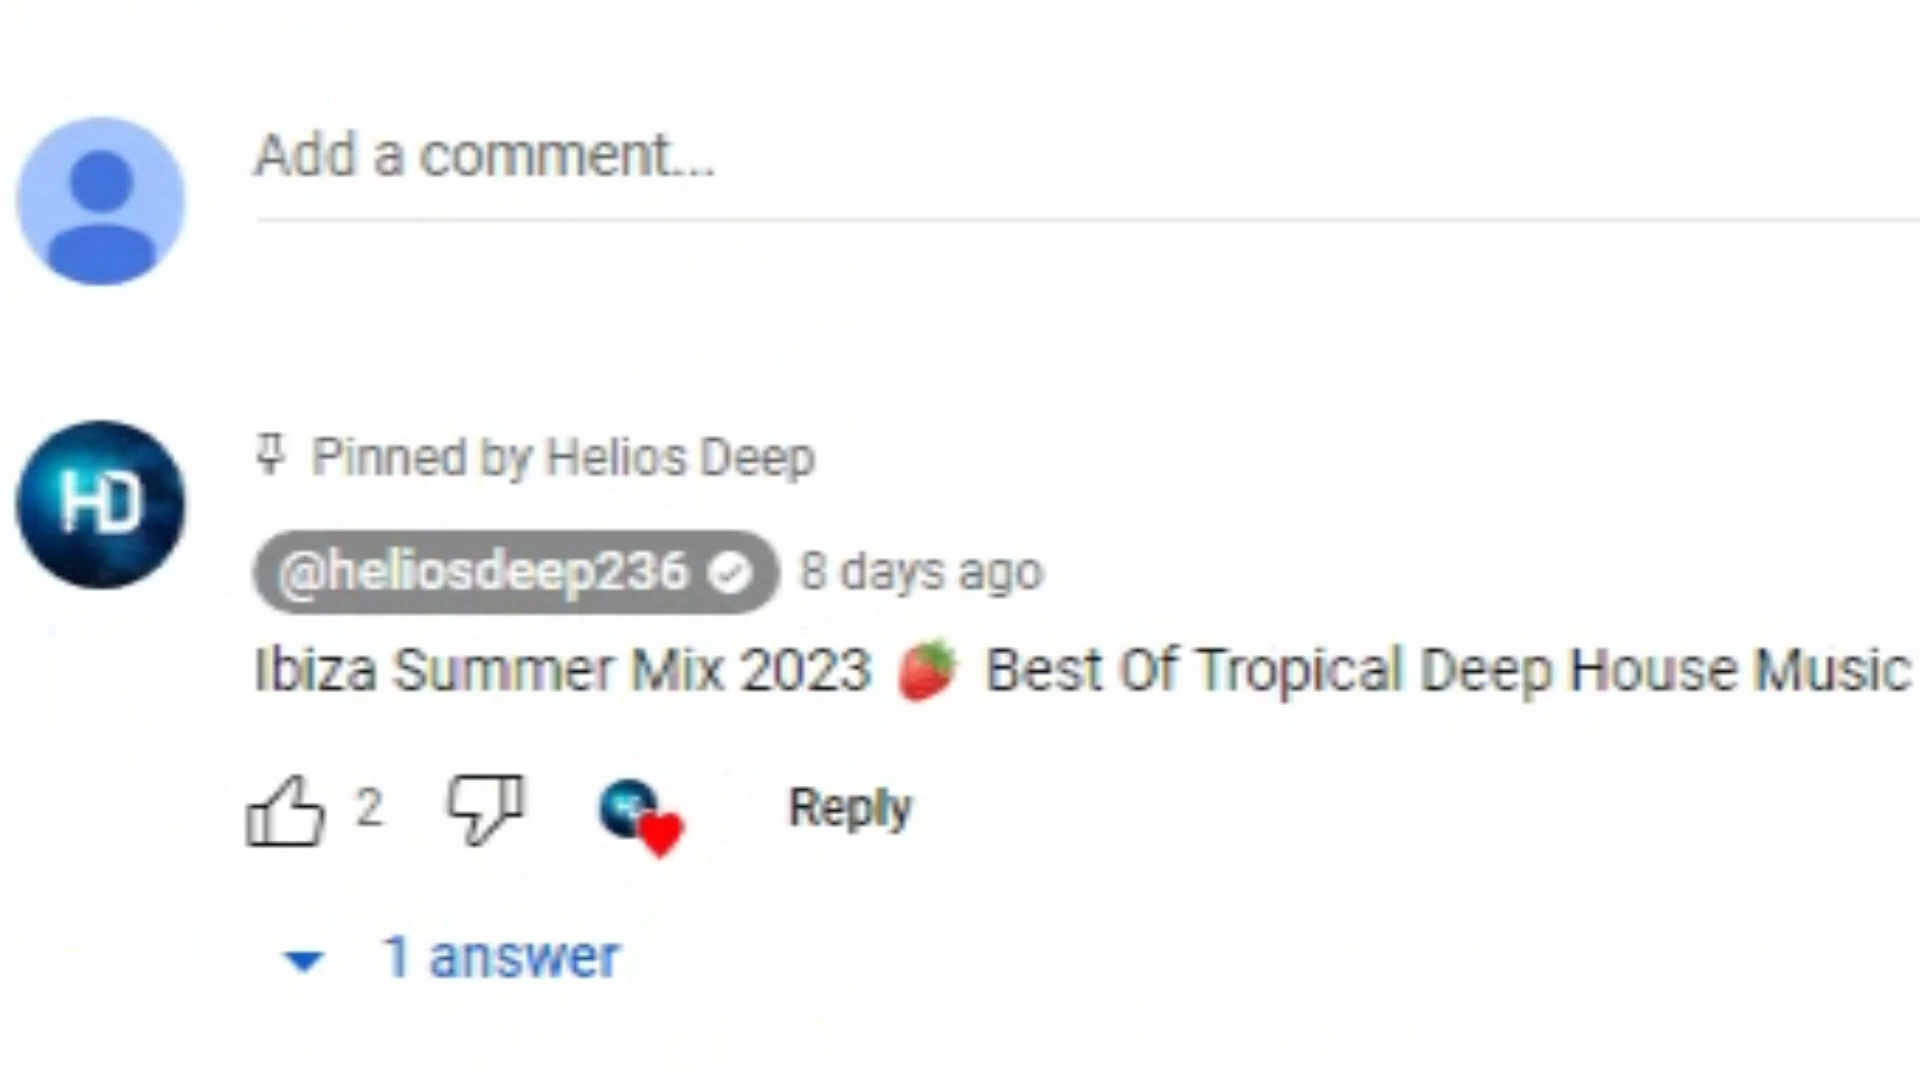 Add a comment...
HD
Pinned by Helios Deep
@heliosdeep236 8 days ago
Ibiza Summer Mix 2023 🍓 Best Of Tropical Deep House Music
2 Reply
1 answer